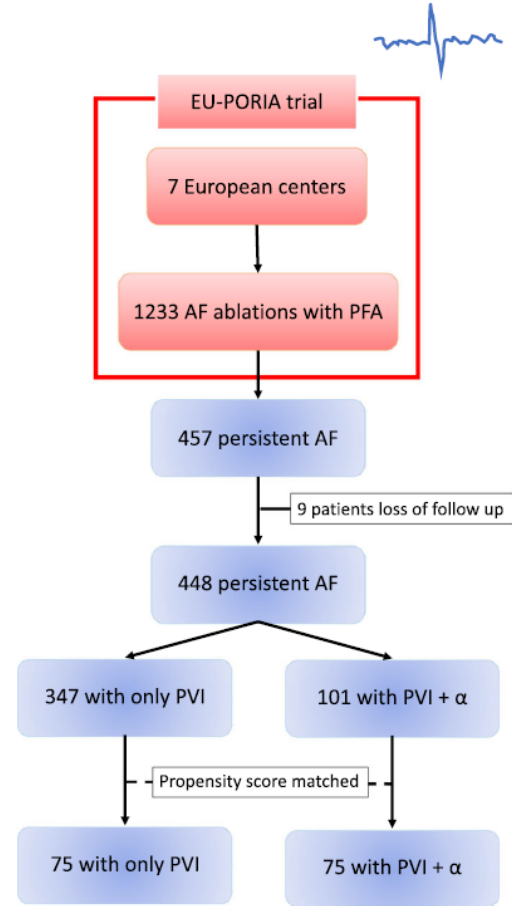 EU-PORIA trial
7 European centers
1233 AF ablations with PFA
457 persistent AF
9 patients loss of follow up
448 persistent AF
347 with only PVI
101 with PVI + α
Propensity score matched
75 with only PVI
75 with PVI + α